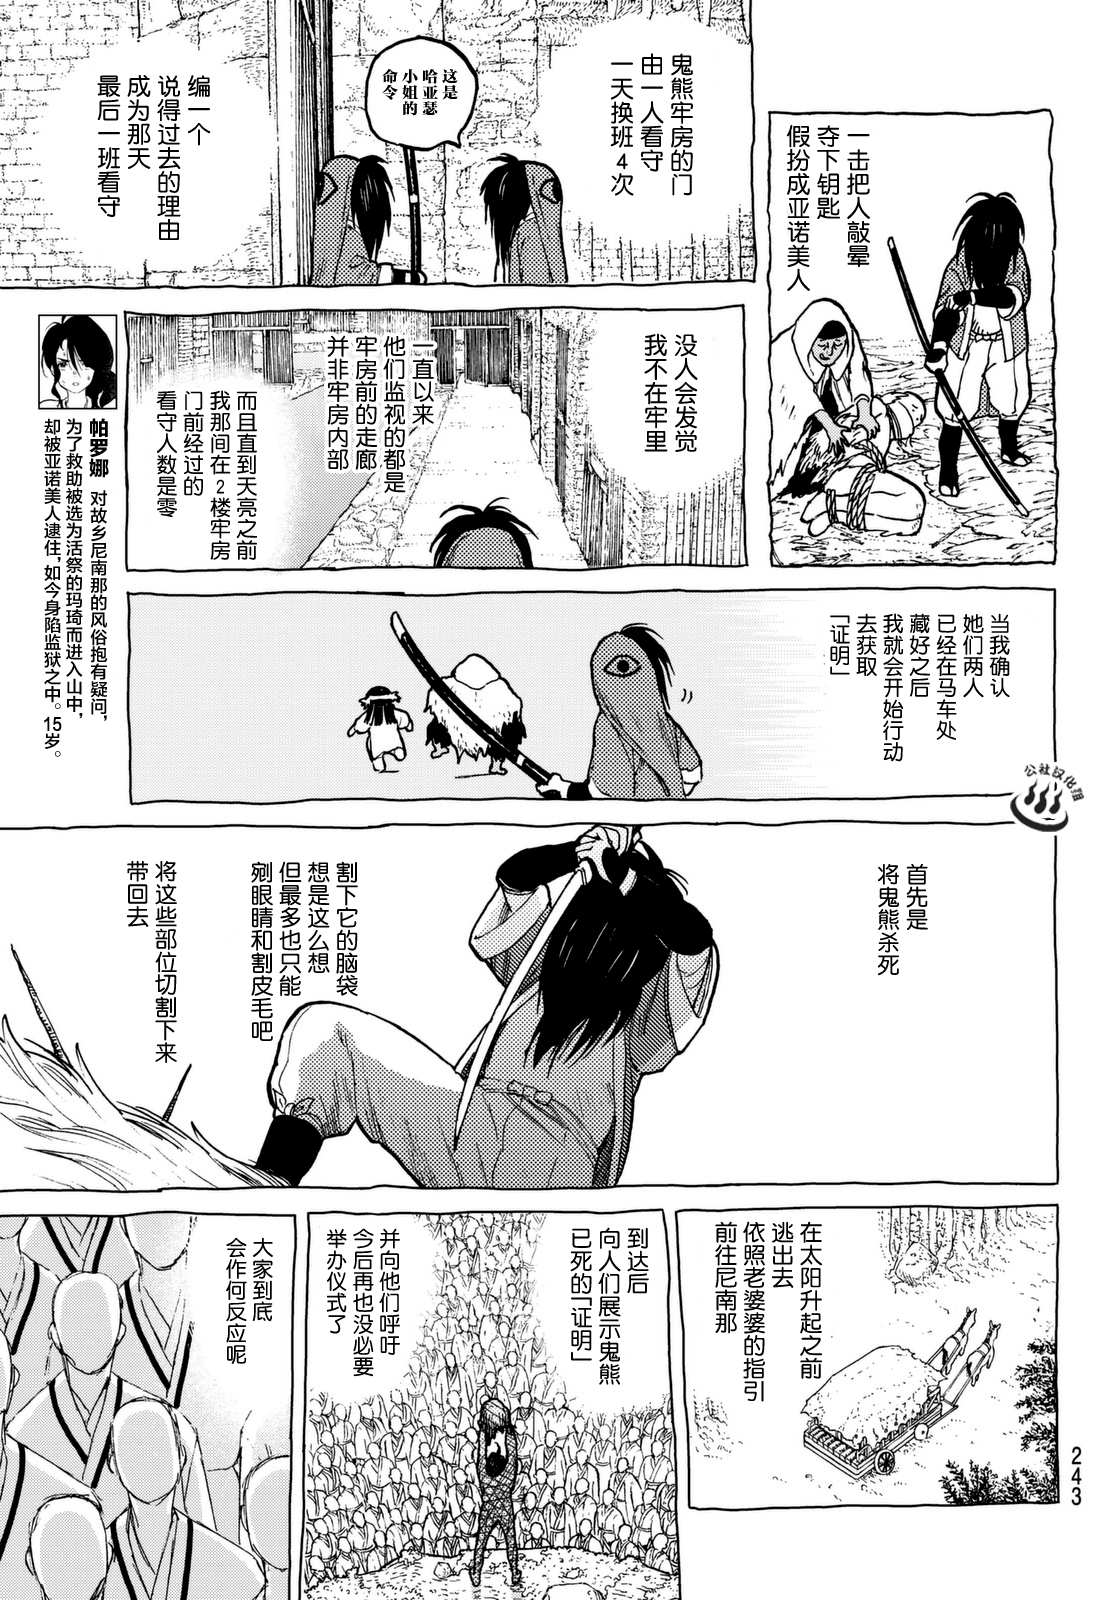 一击把人敲晕
夺下钥匙
假扮成亚诺美人
鬼熊牢房的门
由一人看守
一天换班4次
这是
哈亚瑟
小姐的
命令
编一个
说得过去的理由
成为那天
最后一班看守
没人会发觉
我不在牢里
一直以来
他们监视的都是
牢房前的走廊
并非牢房内部
而且直到天亮之前
我那间在2楼牢房
门前经过的
看守人数是零
帕罗娜 对故乡尼南那的风俗抱有疑问,
为了救助被选为活祭的玛琦而进入山中,
却被亚诺美人逮住,如今身陷监狱之中。15岁。
当我确认
她们两人
已经在马车处
藏好之后
我就会开始行动
去获取
「证明」
公社汉化组
首先是
将鬼熊杀死
割下它的脑袋
想是这么想
但最多也只能
剜眼睛和割皮毛吧
将这些部位切割下来
带回去
在太阳升起之前
逃出去
依照老婆婆的指引
前往尼南那
到达后
向人们展示鬼熊
已死的「证明」
并向他们呼吁
今后再也没必要
举办仪式了
大家到底
会作何反应呢
243